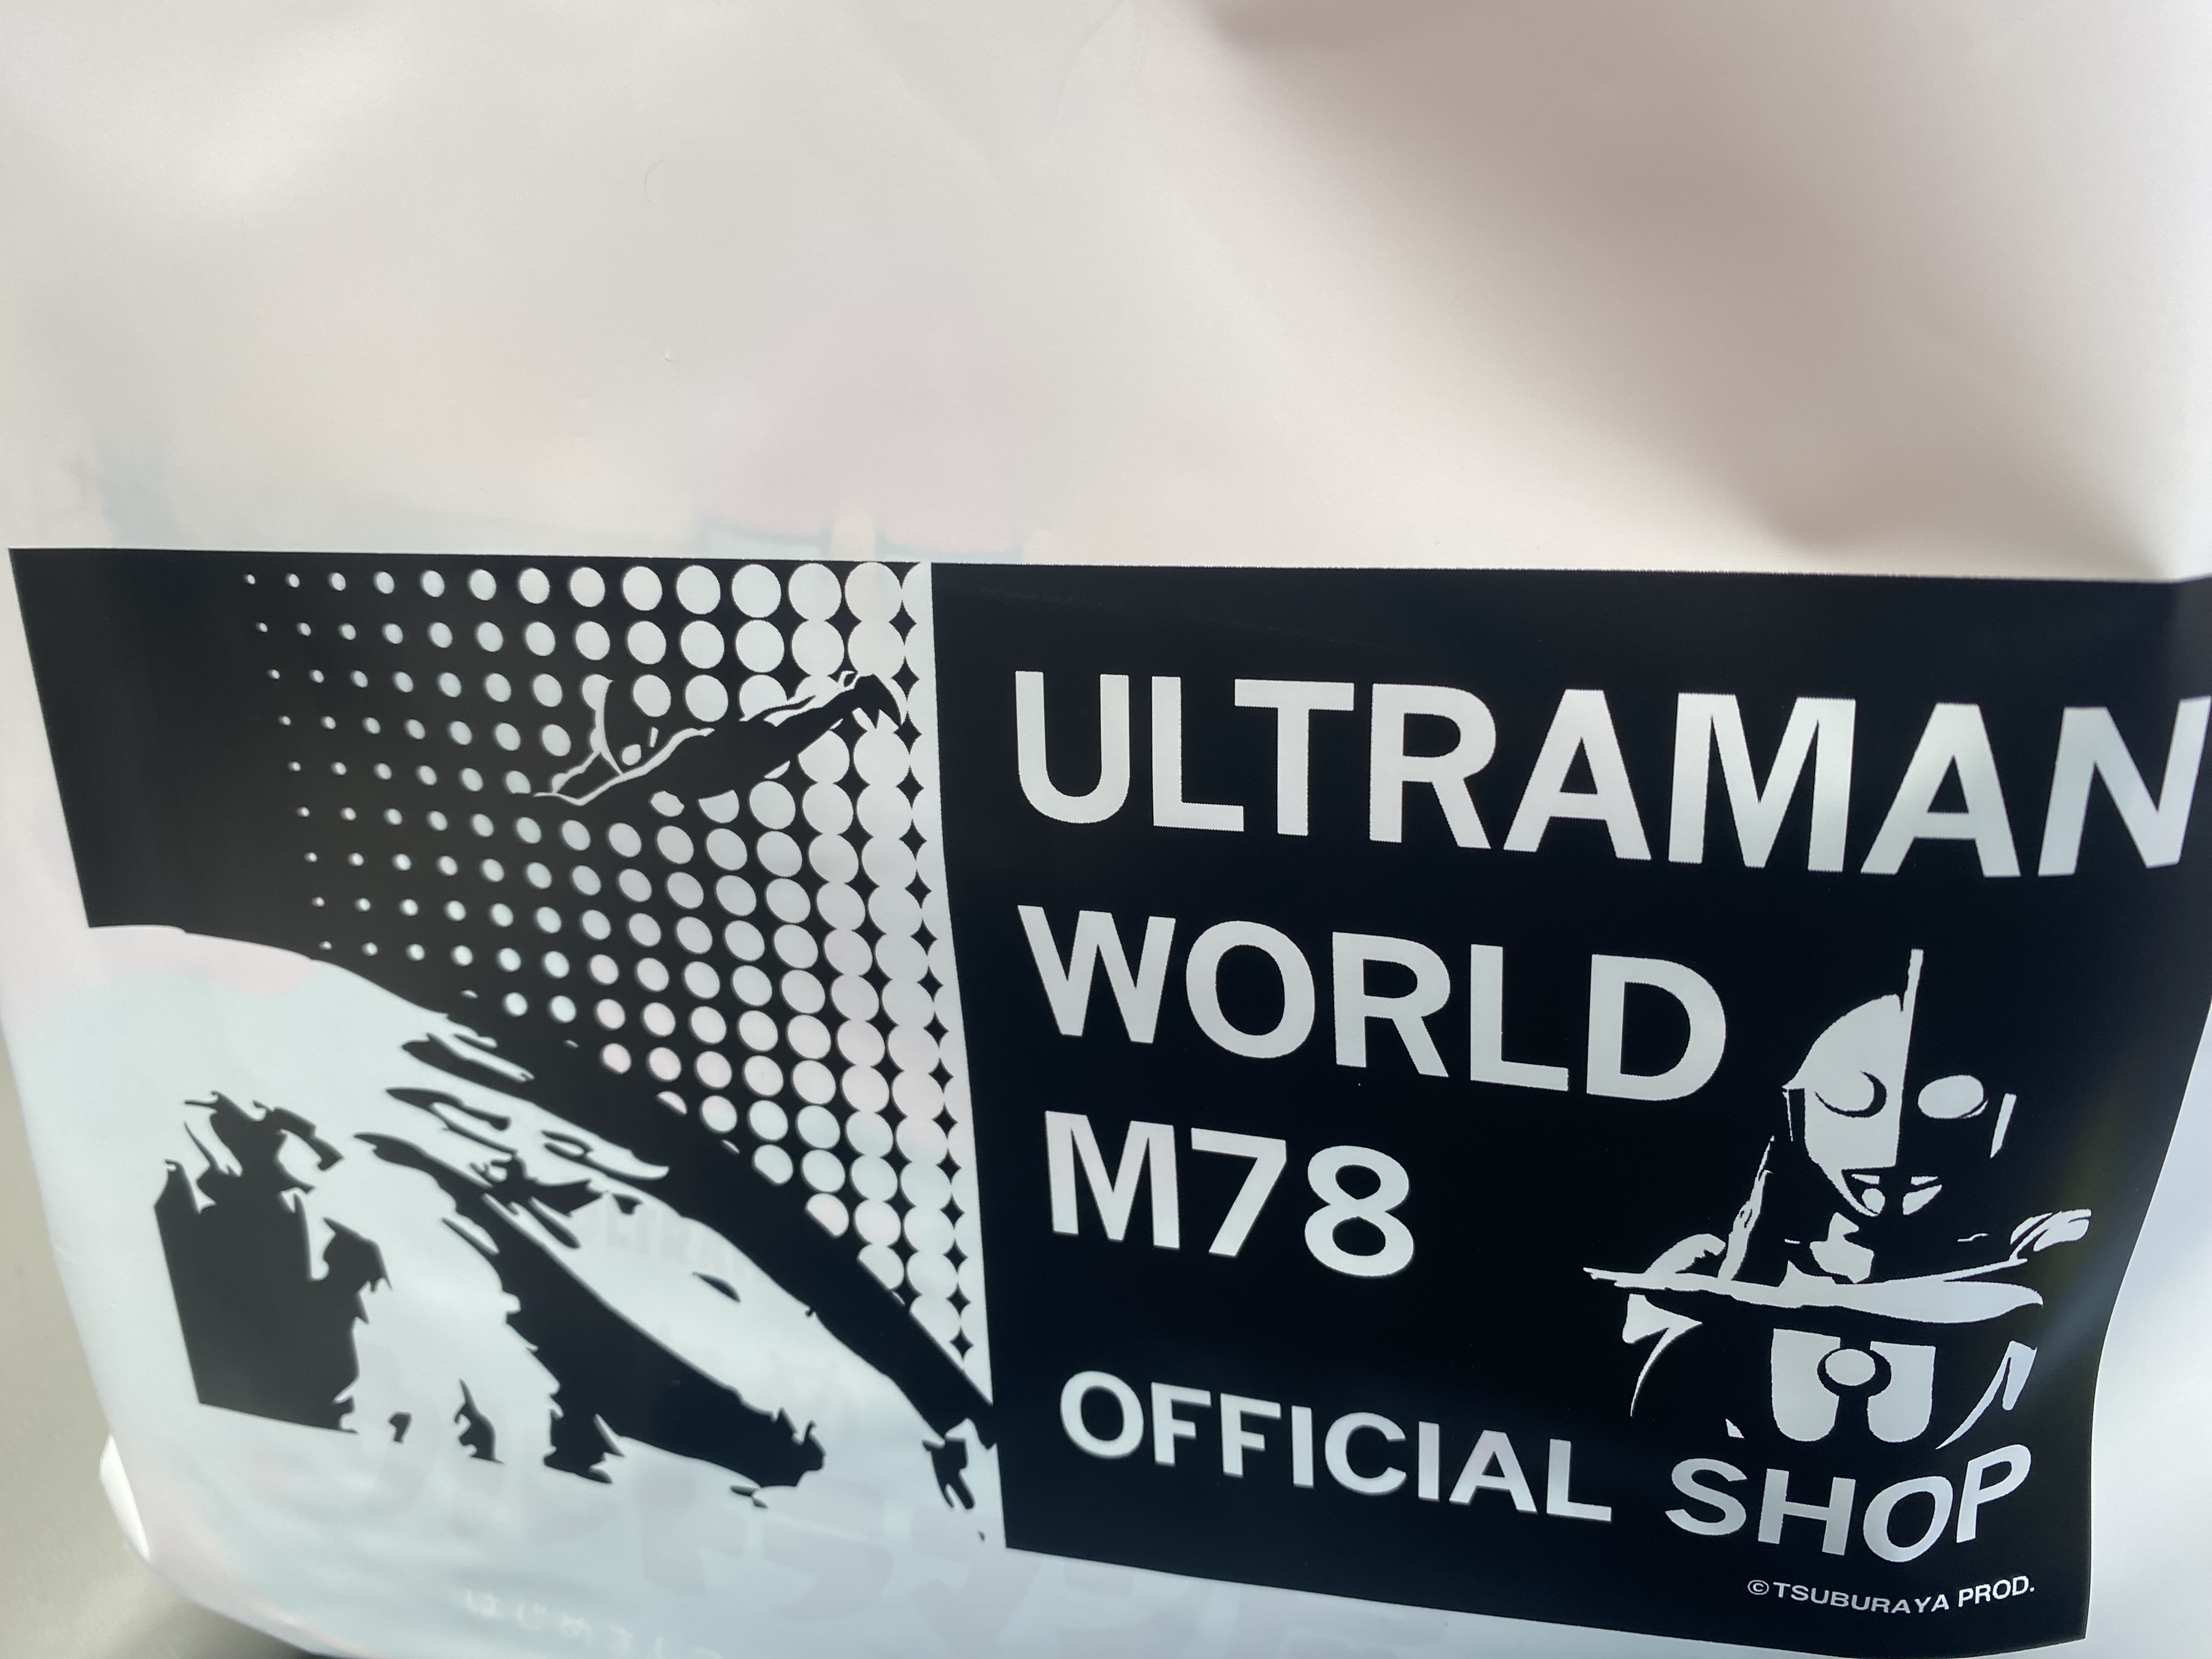 ULTRAMAN
WORLD
M78
OFFICIAL SHOP
©TSUBURAYA PROD.